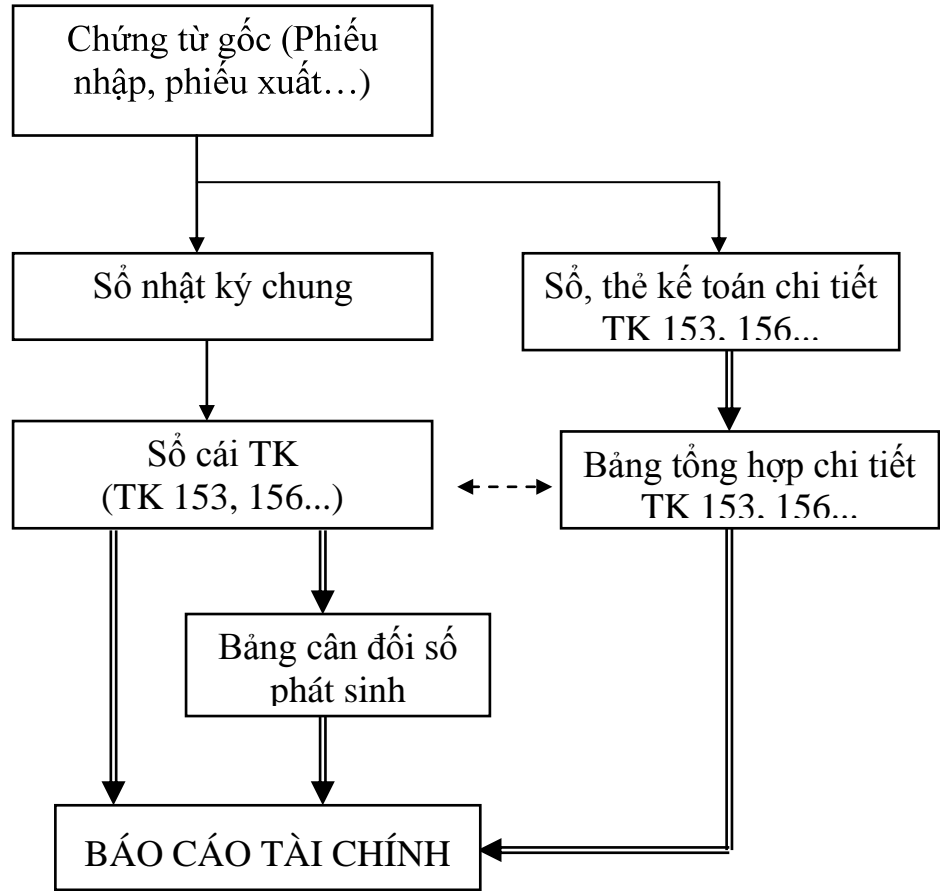 Chứng từ gốc (Phiếu
nhập, phiếu xuất…)
Sổ nhật ký chung
Sổ, thẻ kế toán chi tiết
TK 153, 156...
Sổ cái TK
(TK 153, 156...)
Bảng tổng hợp chi tiết
TK 153, 156...
Bảng cân đối số
phát sinh
BÁO CÁO TÀI CHÍNH